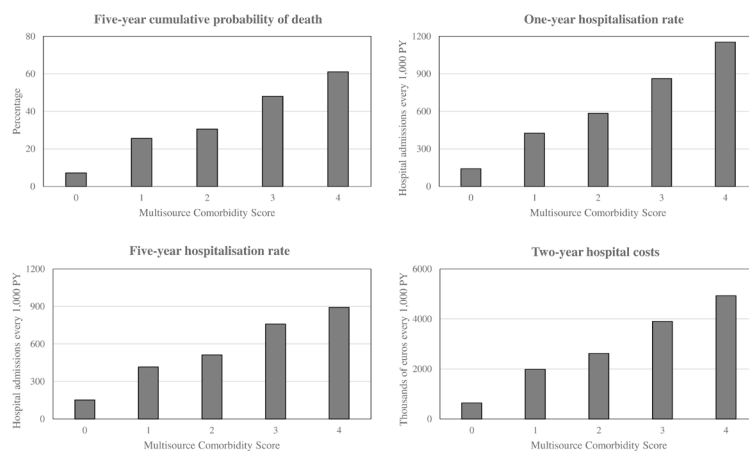 Five-year cumulative probability of death
Percentage
80
60
40
20
0
0 1 2 3 4
Multisource Comorbidity Score
One-year hospitalisation rate
Hospital admissions every 1,000 PY
1200
900
600
300
0
0 1 2 3 4
Multisource Comorbidity Score
Five-year hospitalisation rate
Hospital admissions every 1,000 PY
1200
900
600
300
0
0 1 2 3 4
Multisource Comorbidity Score
Two-year hospital costs
Thousands of euros every 1,000 PY
6000
4000
2000
0
0 1 2 3 4
Multisource Comorbidity Score